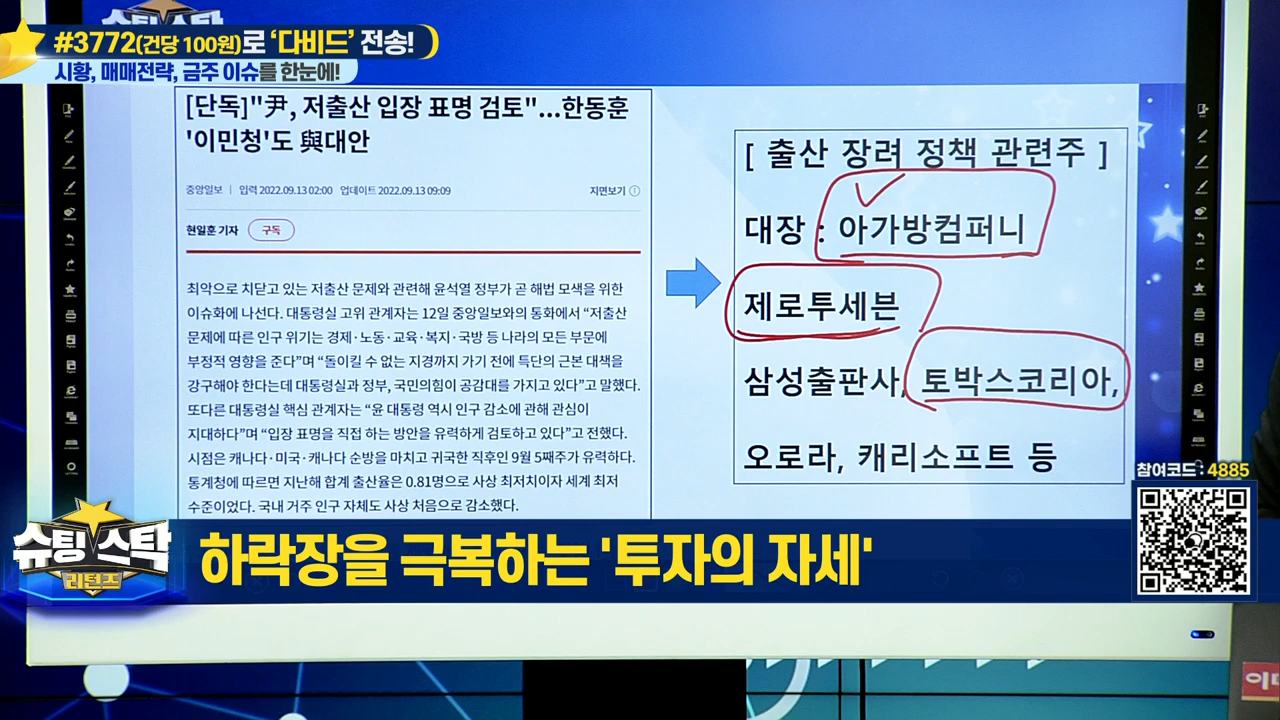 슈팅스탁
#3772(건당 100원)로 '다비드' 전송!
시황, 매매전략, 금주 이슈를 한눈에!
[단독]"尹, 저출산 입장 표명 검토"...한동훈
'이민청'도 與대안
중앙일보 | 입력 2022.09.13 02:00 업데이트 2022.09.13 09:09
지면보기
현일훈 기자 구독
최악으로 치닫고 있는 저출산 문제와 관련해 윤석열 정부가 곧 해법 모색을 위한
이슈화에 나선다. 대통령실 고위 관계자는 12일 중앙일보와의 통화에서 “저출산
문제에 따른 인구 위기는 경제·노동·교육·복지·국방 등 나라의 모든 부문에
부정적 영향을 준다”며 “돌이킬 수 없는 지경까지 가기 전에 특단의 근본 대책을
강구해야 한다는데 대통령실과 정부, 국민의힘이 공감대를 가지고 있다”고 말했다.
또다른 대통령실 핵심 관계자는 “윤 대통령 역시 인구 감소에 관해 관심이
지대하다”며 “입장 표명을 직접 하는 방안을 유력하게 검토하고 있다”고 전했다.
시점은 캐나다·미국·캐나다 순방을 마치고 귀국한 직후인 9월 5째주가 유력하다.
통계청에 따르면 지난해 합계 출산율은 0.81명으로 사상 최저치이자 세계 최저
수준이었다. 국내 거주 인구 자체도 사상 처음으로 감소했다.
[ 출산 장려 정책 관련주 ]
대장 : 아가방컴퍼니
제로투세븐
삼성출판사, 토박스코리아,
오로라, 캐리소프트 등
참여코드 : 4885
슈팅스탁
리턴즈
하락장을 극복하는 '투자의 자세'